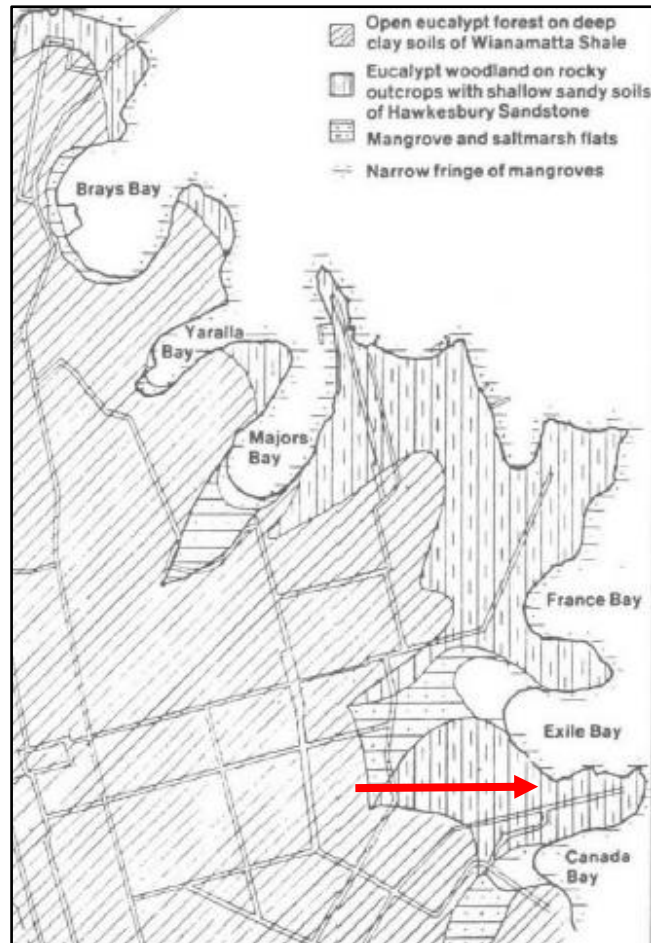 Open eucalypt forest on deep
clay soils of Wianamatta Shale
Eucalypt woodland on rocky
outcrops with shallow sandy soils
of Hawkesbury Sandstone
Mangrove and saltmarsh flats
Narrow fringe of mangroves
Brays Bay
Yaralla
Bay
Majors
Bay
France Bay
Exile Bay
Canada
Bay